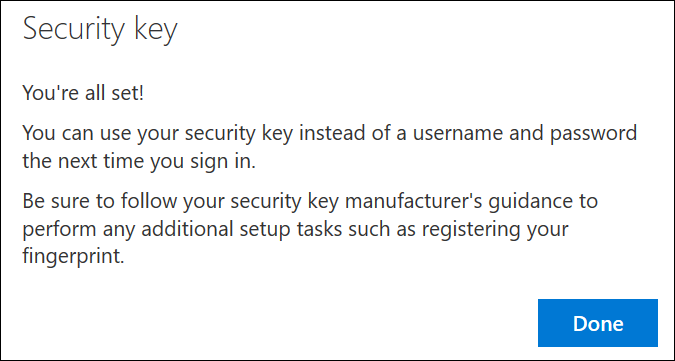 Security key
You're all set!
You can use your security key instead of a username and password
the next time you sign in.
Be sure to follow your security key manufacturer's guidance to
perform any additional setup tasks such as registering your
fingerprint.
Done